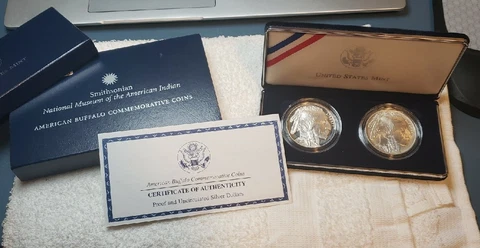 Smithsonian
National Museum of the American Indian
AMERICAN BUFFALO COMMEMORATIVE COINS
UNITED STATES MINT
American Buffalo Commemorative Coins
CERTIFICATE OF AUTHENTICITY
Proof and Uncirculated Silver Dollars